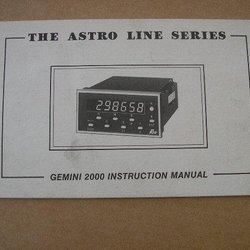 THE ASTRO LINE SERIES
298658
GEMINI 2000 INSTRUCTION MANUAL